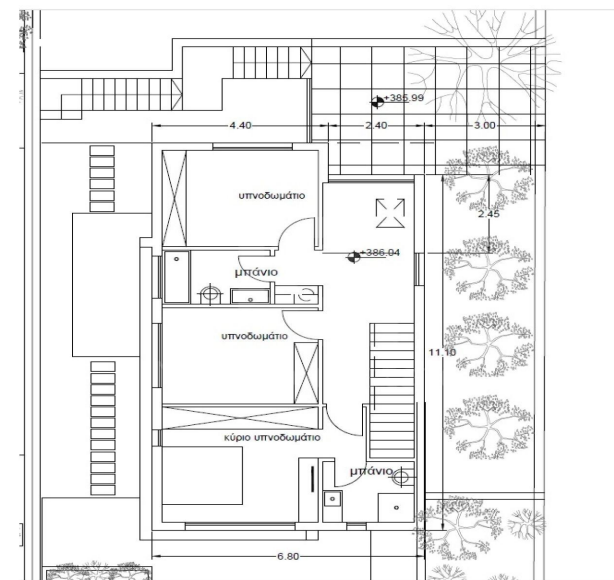 +385.99
4.40
2.40
3.00
υπνοδωμάτιο
2.45
+386.04
μπάνιο
υπνοδωμάτιο
11.10
κύριο υπνοδωμάτιο
μπάνιο
6.80